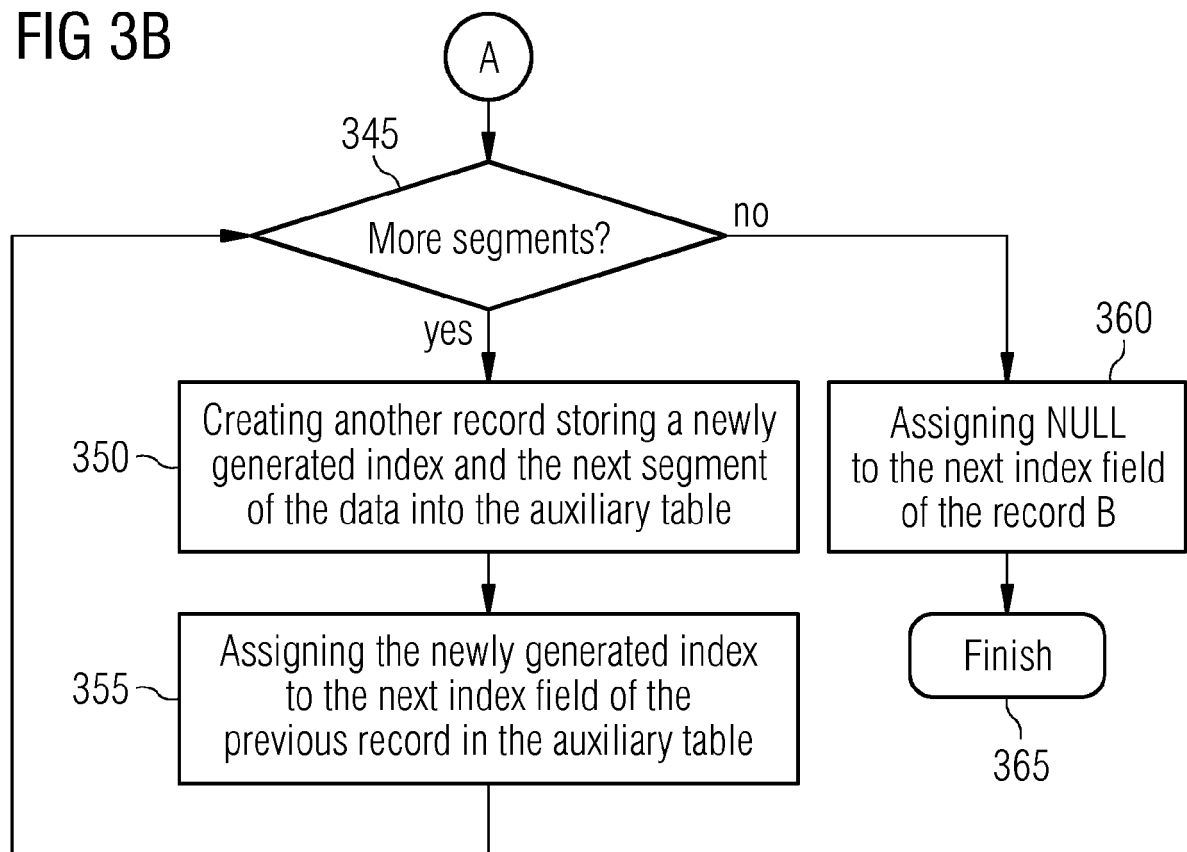 FIG 3B
A
345
More segments?
no
yes
360
350
Creating another record storing a newly
generated index and the next segment
of the data into the auxiliary table
Assigning NULL
to the next index field
of the record B
355
Assigning the newly generated index
to the next index field of the
previous record in the auxiliary table
Finish
365